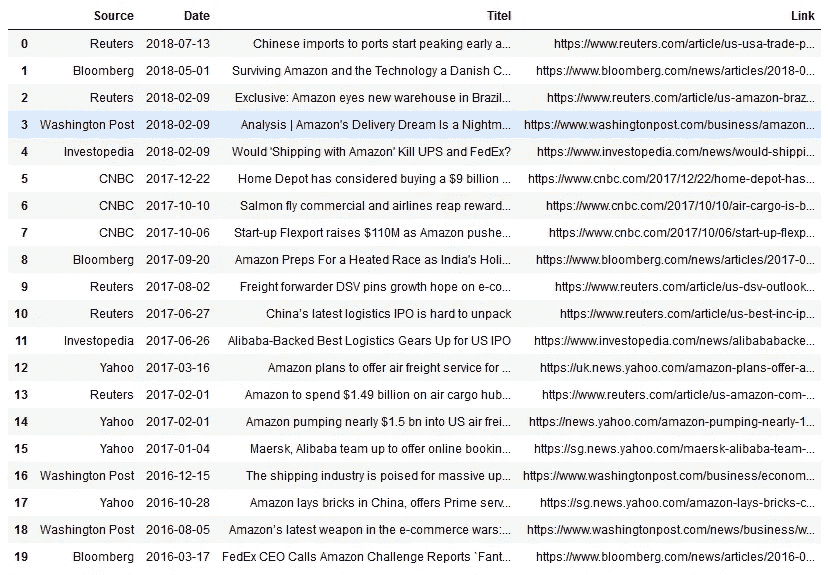 Source Date Titel Link
0 Reuters 2018-07-13 Chinese imports to ports start peaking early a... https://www.reuters.com/article/us-usa-trade-p...
1 Bloomberg 2018-05-01 Surviving Amazon and the Technology a Danish C... https://www.bloomberg.com/news/articles/2018-0...
2 Reuters 2018-02-09 Exclusive: Amazon eyes new warehouse in Brazil... https://www.reuters.com/article/us-amazon-braz...
3 Washington Post 2018-02-09 Analysis | Amazon's Delivery Dream Is a Nightm... https://www.washingtonpost.com/business/amazon...
4 Investopedia 2018-02-09 Would 'Shipping with Amazon' Kill UPS and FedEx? https://www.investopedia.com/news/would-shippi...
5 CNBC 2017-12-22 Home Depot has considered buying a $9 billion ... https://www.cnbc.com/2017/12/22/home-depot-has...
6 CNBC 2017-10-10 Salmon fly commercial and airlines reap reward... https://www.cnbc.com/2017/10/10/air-cargo-is-b...
7 CNBC 2017-10-06 Start-up Flexport raises $110M as Amazon pushe... https://www.cnbc.com/2017/10/06/start-up-flexp...
8 Bloomberg 2017-09-20 Amazon Preps For a Heated Race as India's Holi... https://www.bloomberg.com/news/articles/2017-0...
9 Reuters 2017-08-02 Freight forwarder DSV pins growth hope on e-co... https://www.reuters.com/article/us-dsv-outlook...
10 Reuters 2017-06-27 China’s latest logistics IPO is hard to unpack https://www.reuters.com/article/us-best-inc-ip...
11 Investopedia 2017-06-26 Alibaba-Backed Best Logistics Gears Up for US IPO https://www.investopedia.com/news/alibababacke...
12 Yahoo 2017-03-16 Amazon plans to offer air freight service for ... https://uk.news.yahoo.com/amazon-plans-offer-a...
13 Reuters 2017-02-01 Amazon to spend $1.49 billion on air cargo hub... https://www.reuters.com/article/us-amazon-com-...
14 Yahoo 2017-02-01 Amazon pumping nearly $1.5 bn into US air frei... https://news.yahoo.com/amazon-pumping-nearly-1...
15 Yahoo 2017-01-04 Maersk, Alibaba team up to offer online bookin... https://sg.news.yahoo.com/maersk-alibaba-team-...
16 Washington Post 2016-12-15 The shipping industry is poised for massive up... https://www.washingtonpost.com/business/econom...
17 Yahoo 2016-10-28 Amazon lays bricks in China, offers Prime serv... https://sg.news.yahoo.com/amazon-lays-bricks-c...
18 Washington Post 2016-08-05 Amazon’s latest weapon in the e-commerce wars:... https://www.washingtonpost.com/news/business/w...
19 Bloomberg 2016-03-17 FedEx CEO Calls Amazon Challenge Reports `Fant... https://www.bloomberg.com/news/articles/2016-0...